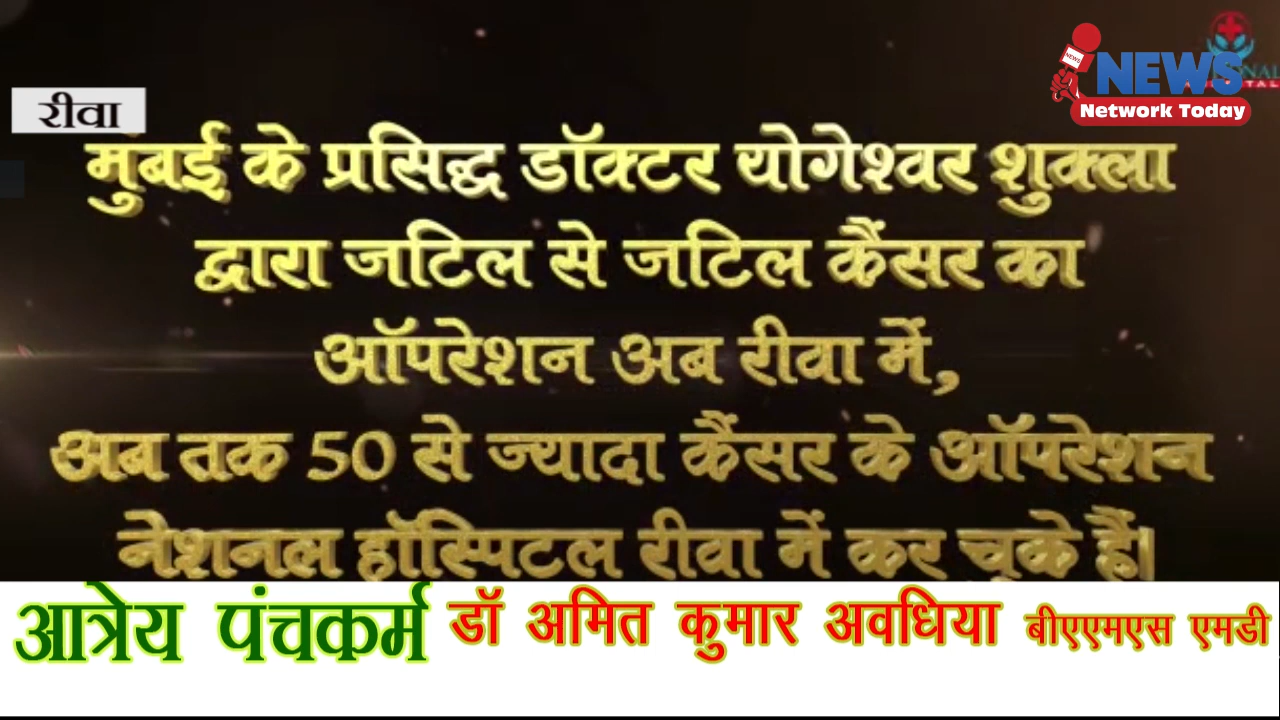 रीवा
NEWS
NEWS
Network Today
मुंबई के प्रसिद्ध डॉक्टर योगेश्वर शुक्ला
द्वारा जटिल से जटिल कैंसर का
ऑपरेशन अब रीवा में,
अब तक 50 से ज्यादा कैंसर के ऑपरेशन
नेशनल हॉस्पिटल रीवा में कर चुके हैं।
आत्रेय पंचकर्म डॉ अमित कुमार अवधिया बीएएमएस एमडी